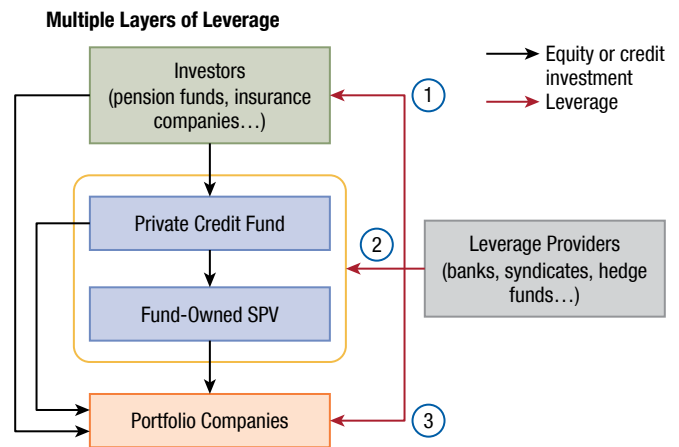 Multiple Layers of Leverage
Investors
(pension funds, insurance
companies…)
1
Equity or credit
investment
Leverage
Private Credit Fund
2
Leverage Providers
(banks, syndicates, hedge
funds…)
Fund-Owned SPV
Portfolio Companies
3